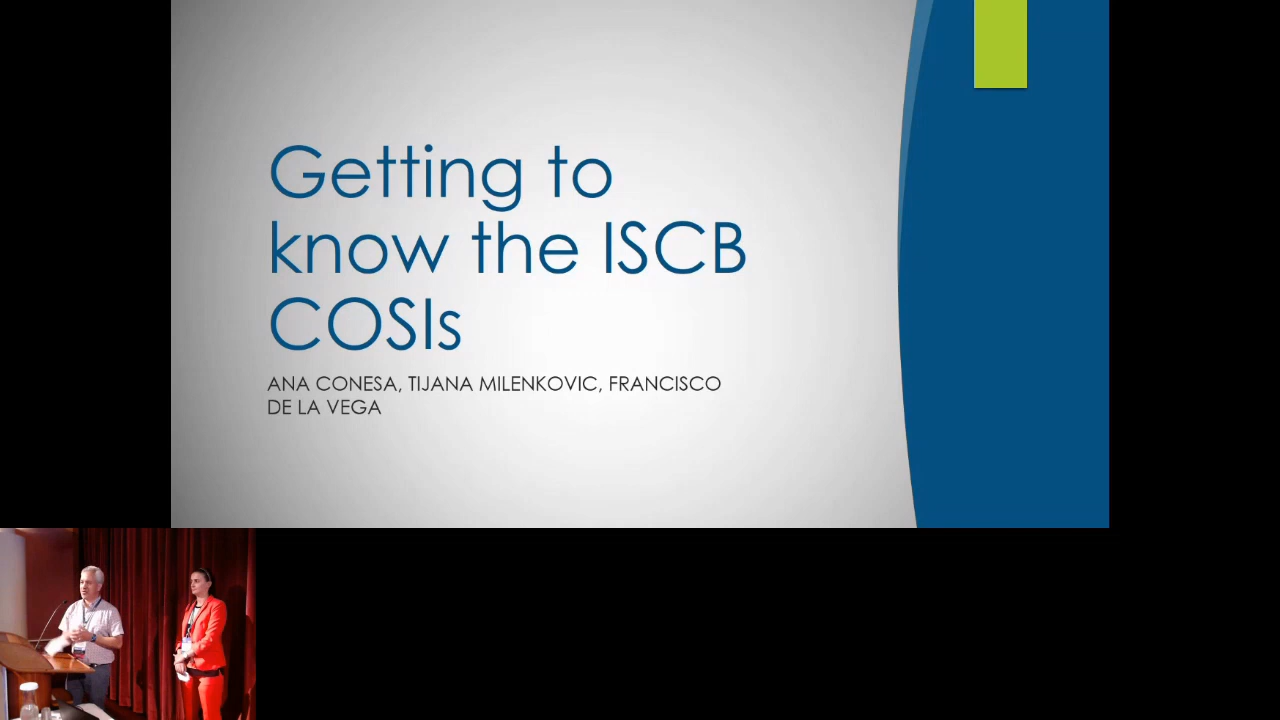 Getting to
know the ISCB
COSIs
ANA CONESA, TIJANA MILENKOVIC, FRANCISCO
DE LA VEGA